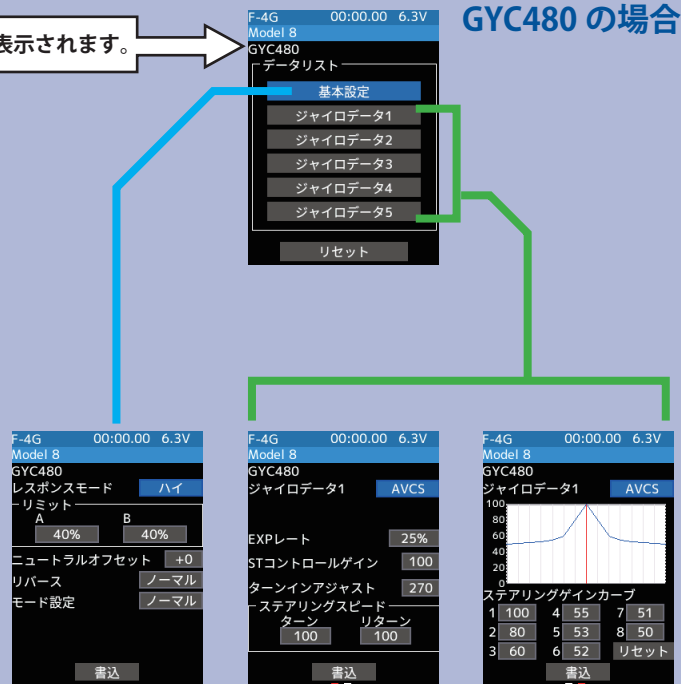 GYC480 の場合
表示されます。
F-4G 00:00.00 6.3V
Model 8
GYC480
データリスト
基本設定
ジャイロデータ1
ジャイロデータ2
ジャイロデータ3
ジャイロデータ4
ジャイロデータ5
リセット
F-4G 00:00.00 6.3V
Model 8
GYC480
レスポンスモード ハイ
リミット
A B
40% 40%
ニュートラルオフセット +0
リバース ノーマル
モード設定 ノーマル
書込
F-4G 00:00.00 6.3V
Model 8
GYC480
ジャイロデータ1 AVCS
EXPレート 25%
STコントロールゲイン 100
ターンインアジャスト 270
ステアリングスピード
ターン リターン
100 100
書込
F-4G 00:00.00 6.3V
Model 8
GYC480
ジャイロデータ1 AVCS
100
80
60
40
20
0
ステアリングゲインカーブ
1 100 4 55 7 51
2 80 5 53 8 50
3 60 6 52 リセット
書込